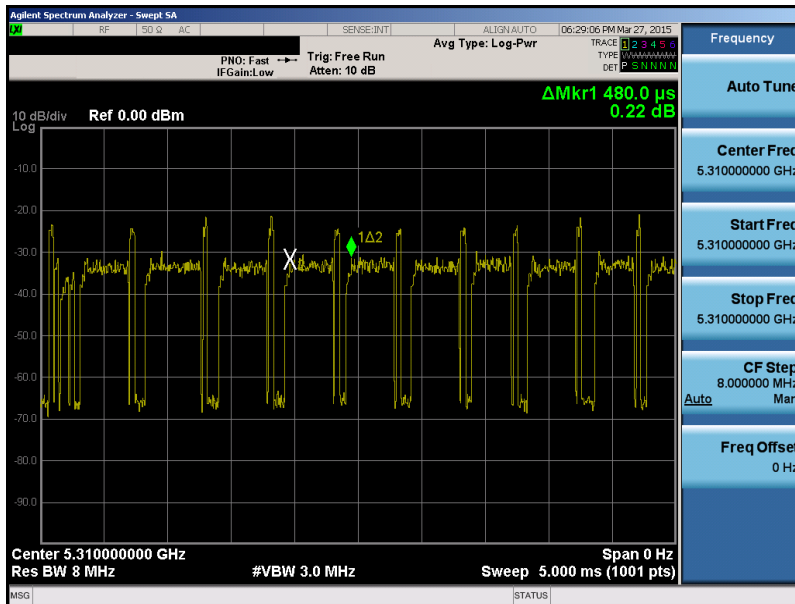 Agilent Spectrum Analyzer - Swept SA
LXI RF 50 Ω AC SENSE:INT ALIGN AUTO 06:29:06 PM Mar 27, 2015
Avg Type: Log-Pwr TRACE 1 2 3 4 5 6
PNO: Fast Trig: Free Run TYPE WWWWWW
IFGain:Low Atten: 10 dB DET P S N N N N
ΔMkr1 480.0 µs
0.22 dB
10 dB/div Ref 0.00 dBm
Log
-10.0
-20.0
-30.0
-40.0
-50.0
-60.0
-70.0
-80.0
-90.0
X
1Δ2
Center 5.310000000 GHz Span 0 Hz
Res BW 8 MHz #VBW 3.0 MHz Sweep 5.000 ms (1001 pts)
MSG STATUS
Frequency
Auto Tune
Center Freq
5.310000000 GHz
Start Freq
5.310000000 GHz
Stop Freq
5.310000000 GHz
CF Step
8.000000 MHz
Auto Man
Freq Offset
0 Hz